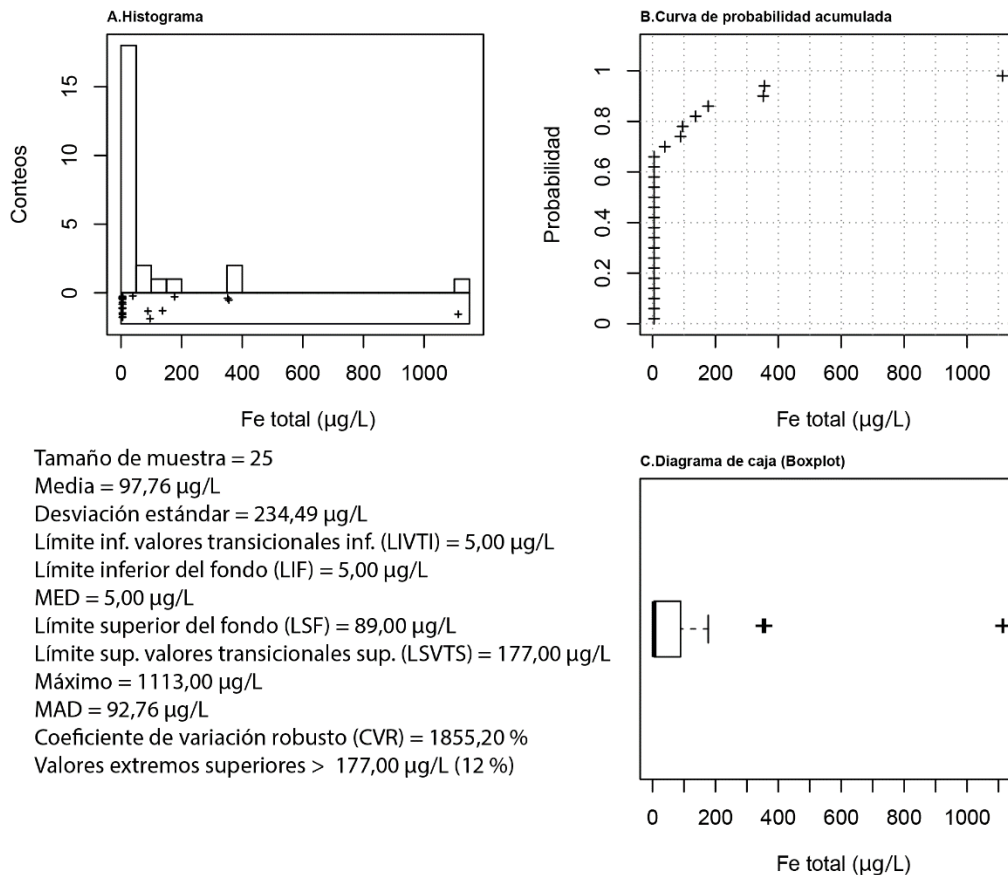 A.Histograma
Conteos
15
10
5
0
0 200 400 600 800 1000
Fe total (µg/L)
B.Curva de probabilidad acumulada
Probabilidad
1
0.8
0.6
0.4
0.2
0
0 200 400 600 800 1000
Fe total (µg/L)
Tamaño de muestra = 25
Media = 97,76 µg/L
Desviación estándar = 234,49 µg/L
Límite inf. valores transicionales inf. (LIVTI) = 5,00 µg/L
Límite inferior del fondo (LIF) = 5,00 µg/L
MED = 5,00 µg/L
Límite superior del fondo (LSF) = 89,00 µg/L
Límite sup. valores transicionales sup. (LSVTS) = 177,00 µg/L
Máximo = 1113,00 µg/L
MAD = 92,76 µg/L
Coeficiente de variación robusto (CVR) = 1855,20 %
Valores extremos superiores > 177,00 µg/L (12 %)
C.Diagrama de caja (Boxplot)
0 200 400 600 800 1000
Fe total (µg/L)